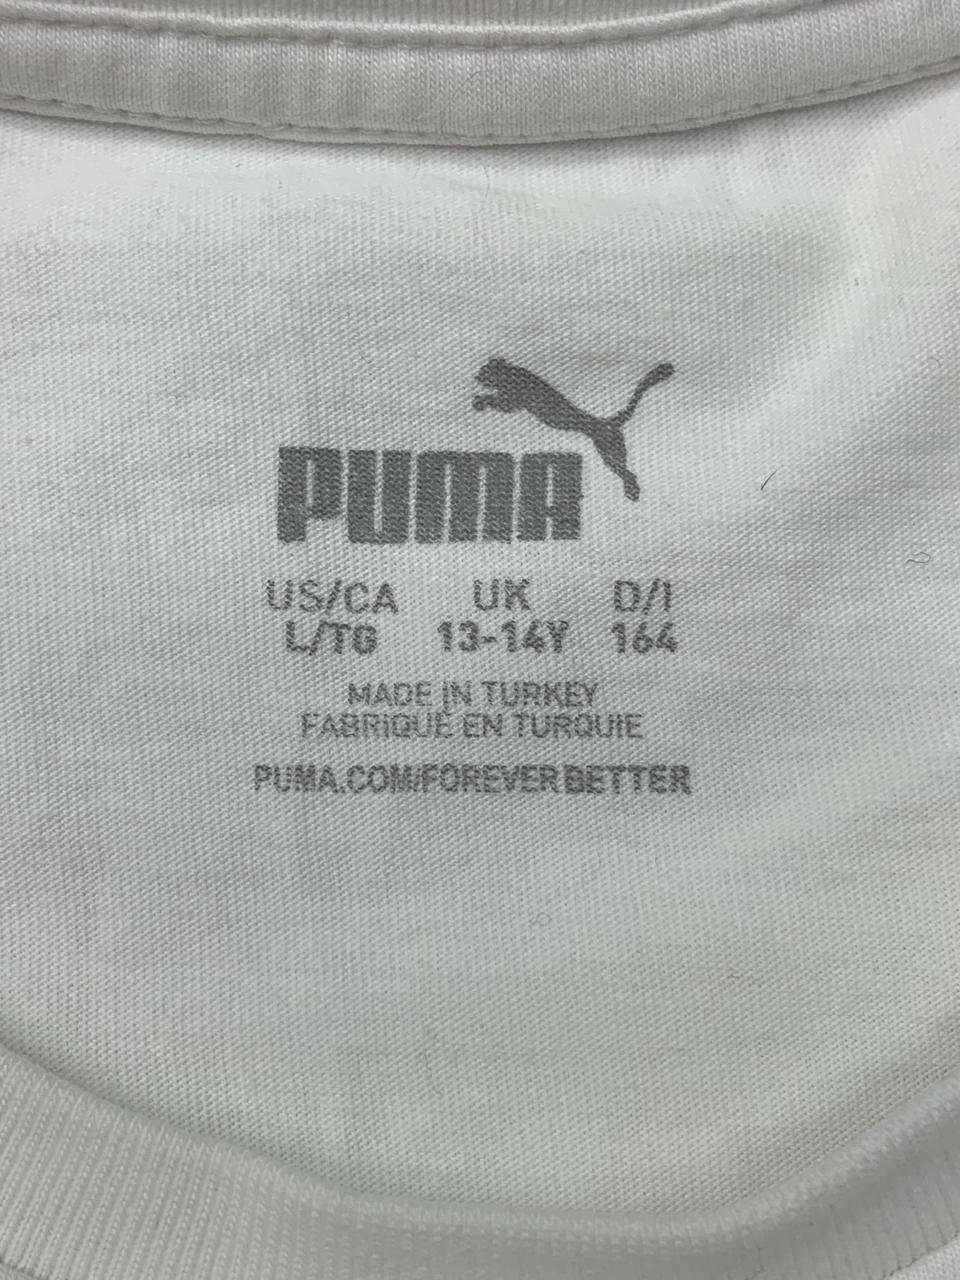 PUMA
US/CA UK D/I
L/TG 13-14Y 164
MADE IN TURKEY
FABRIQUÉ EN TURQUIE
PUMA.COM/FOREVERBETTER